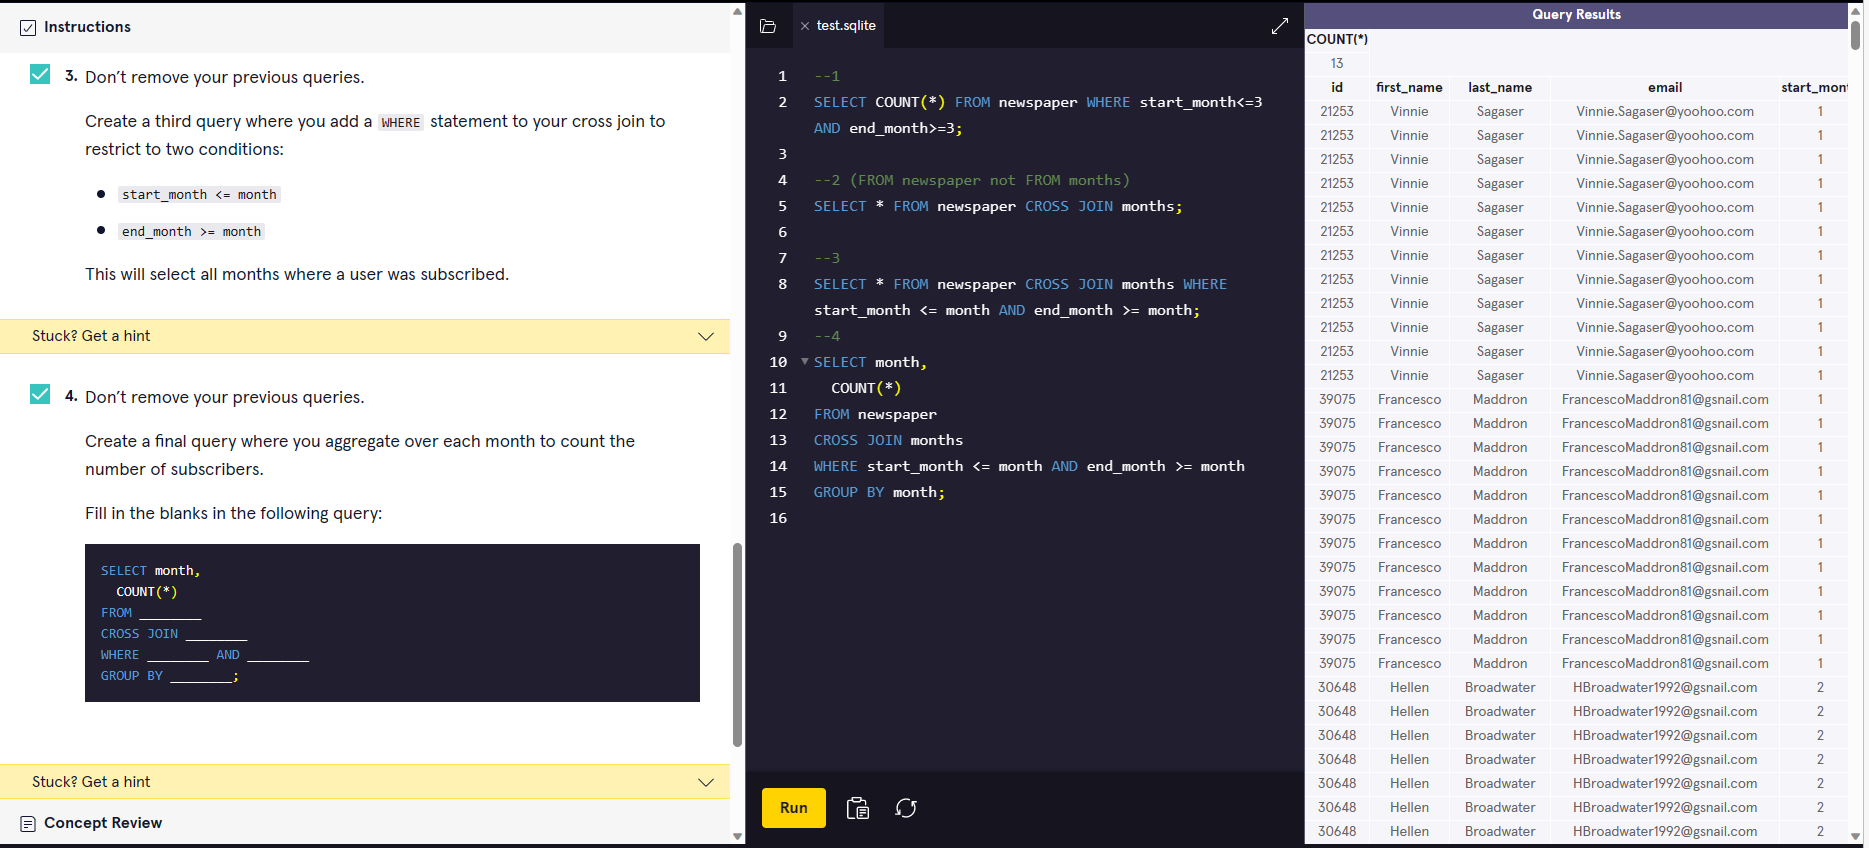 Instructions
3. Don't remove your previous queries.
Create a third query where you add a WHERE statement to your cross join to
restrict to two conditions:
start_month <= month
end_month >= month
This will select all months where a user was subscribed.
Stuck? Get a hint
4. Don't remove your previous queries.
Create a final query where you aggregate over each month to count the
number of subscribers.
Fill in the blanks in the following query:
SELECT month,
COUNT(*)
FROM ________
CROSS JOIN ________
WHERE ________ AND ________
GROUP BY ________;
Stuck? Get a hint
Concept Review
test.sqlite
1 --1
2 SELECT COUNT(*) FROM newspaper WHERE start_month<=3
AND end_month>=3;
3
4 --2 (FROM newspaper not FROM months)
5 SELECT * FROM newspaper CROSS JOIN months;
6
7 --3
8 SELECT * FROM newspaper CROSS JOIN months WHERE
start_month <= month AND end_month >= month;
9 --4
10 SELECT month,
11 COUNT(*)
12 FROM newspaper
13 CROSS JOIN months
14 WHERE start_month <= month AND end_month >= month
15 GROUP BY month;
16
Run
Query Results
COUNT(*)
13
id first_name last_name email start_mont
21253 Vinnie Sagaser Vinnie.Sagaser@yoohoo.com 1
21253 Vinnie Sagaser Vinnie.Sagaser@yoohoo.com 1
21253 Vinnie Sagaser Vinnie.Sagaser@yoohoo.com 1
21253 Vinnie Sagaser Vinnie.Sagaser@yoohoo.com 1
21253 Vinnie Sagaser Vinnie.Sagaser@yoohoo.com 1
21253 Vinnie Sagaser Vinnie.Sagaser@yoohoo.com 1
21253 Vinnie Sagaser Vinnie.Sagaser@yoohoo.com 1
21253 Vinnie Sagaser Vinnie.Sagaser@yoohoo.com 1
21253 Vinnie Sagaser Vinnie.Sagaser@yoohoo.com 1
21253 Vinnie Sagaser Vinnie.Sagaser@yoohoo.com 1
21253 Vinnie Sagaser Vinnie.Sagaser@yoohoo.com 1
21253 Vinnie Sagaser Vinnie.Sagaser@yoohoo.com 1
39075 Francesco Maddron FrancescoMaddron81@gsnail.com 1
39075 Francesco Maddron FrancescoMaddron81@gsnail.com 1
39075 Francesco Maddron FrancescoMaddron81@gsnail.com 1
39075 Francesco Maddron FrancescoMaddron81@gsnail.com 1
39075 Francesco Maddron FrancescoMaddron81@gsnail.com 1
39075 Francesco Maddron FrancescoMaddron81@gsnail.com 1
39075 Francesco Maddron FrancescoMaddron81@gsnail.com 1
39075 Francesco Maddron FrancescoMaddron81@gsnail.com 1
39075 Francesco Maddron FrancescoMaddron81@gsnail.com 1
39075 Francesco Maddron FrancescoMaddron81@gsnail.com 1
39075 Francesco Maddron FrancescoMaddron81@gsnail.com 1
39075 Francesco Maddron FrancescoMaddron81@gsnail.com 1
30648 Hellen Broadwater HBroadwater1992@gsnail.com 2
30648 Hellen Broadwater HBroadwater1992@gsnail.com 2
30648 Hellen Broadwater HBroadwater1992@gsnail.com 2
30648 Hellen Broadwater HBroadwater1992@gsnail.com 2
30648 Hellen Broadwater HBroadwater1992@gsnail.com 2
30648 Hellen Broadwater HBroadwater1992@gsnail.com 2
30648 Hellen Broadwater HBroadwater1992@gsnail.com 2